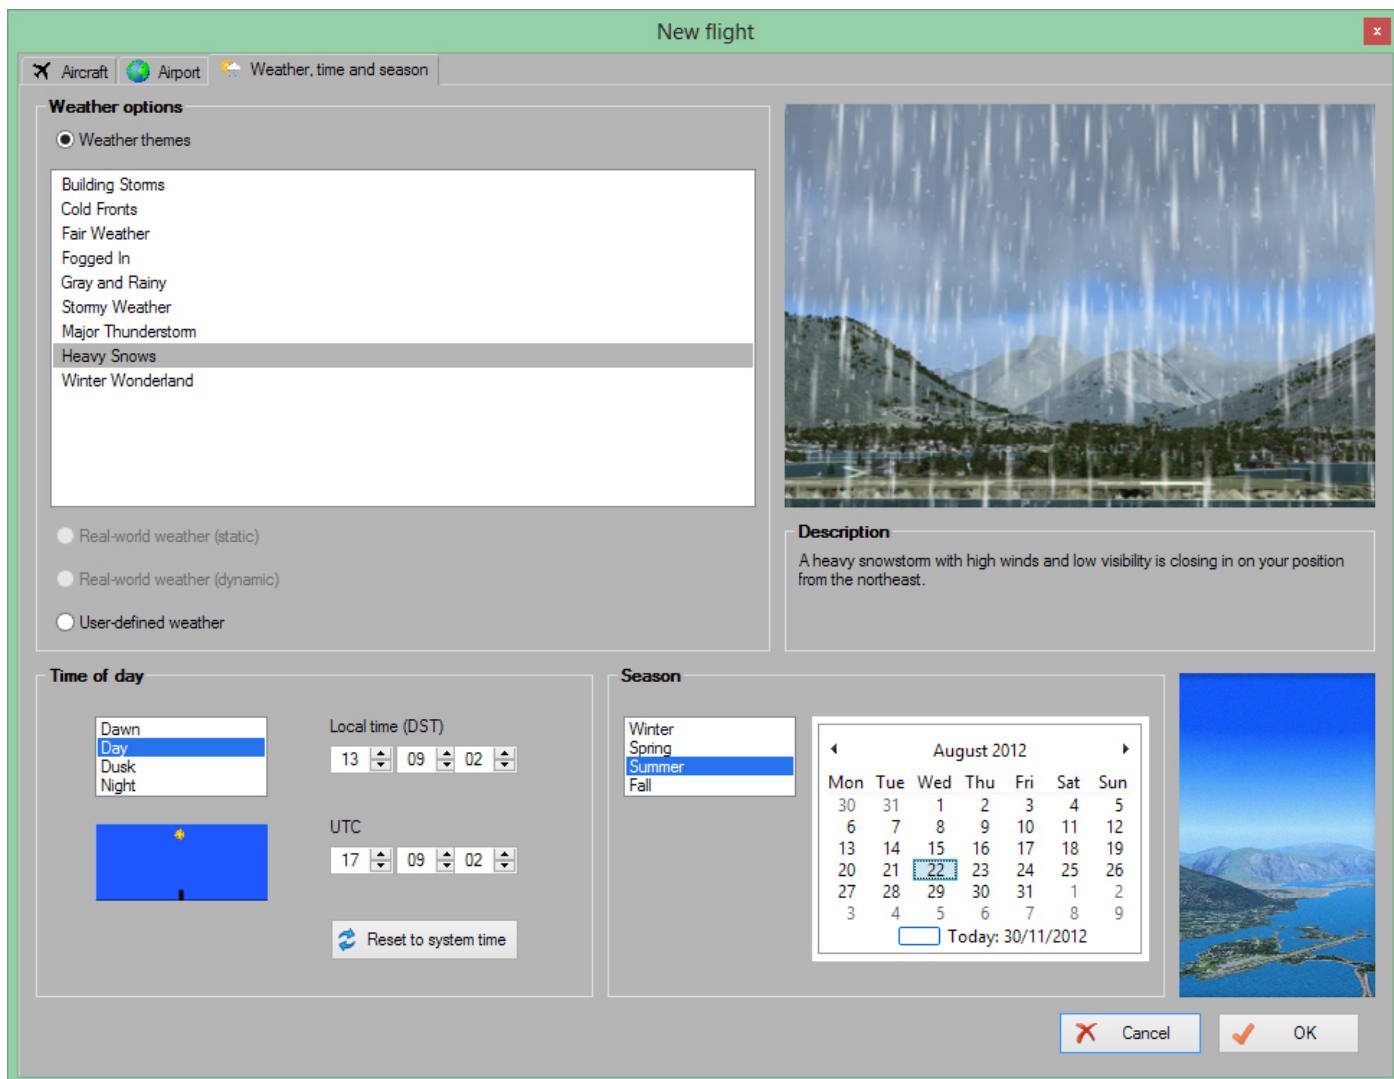 New flight
x
Aircraft Airport Weather, time and season
Weather options
Weather themes
Building Storms
Cold Fronts
Fair Weather
Fogged In
Gray and Rainy
Stormy Weather
Major Thunderstorm
Heavy Snows
Winter Wonderland
Real-world weather (static)
Real-world weather (dynamic)
User-defined weather
Description
A heavy snowstorm with high winds and low visibility is closing in on your position
from the northeast.
Time of day
Dawn
Day
Dusk
Night
Local time (DST)
13 09 02
UTC
17 09 02
Reset to system time
Season
Winter
Spring
Summer
Fall
August 2012
Mon Tue Wed Thu Fri Sat Sun
30 31 1 2 3 4 5
6 7 8 9 10 11 12
13 14 15 16 17 18 19
20 21 22 23 24 25 26
27 28 29 30 31 1 2
3 4 5 6 7 8 9
Today: 30/11/2012
Cancel OK